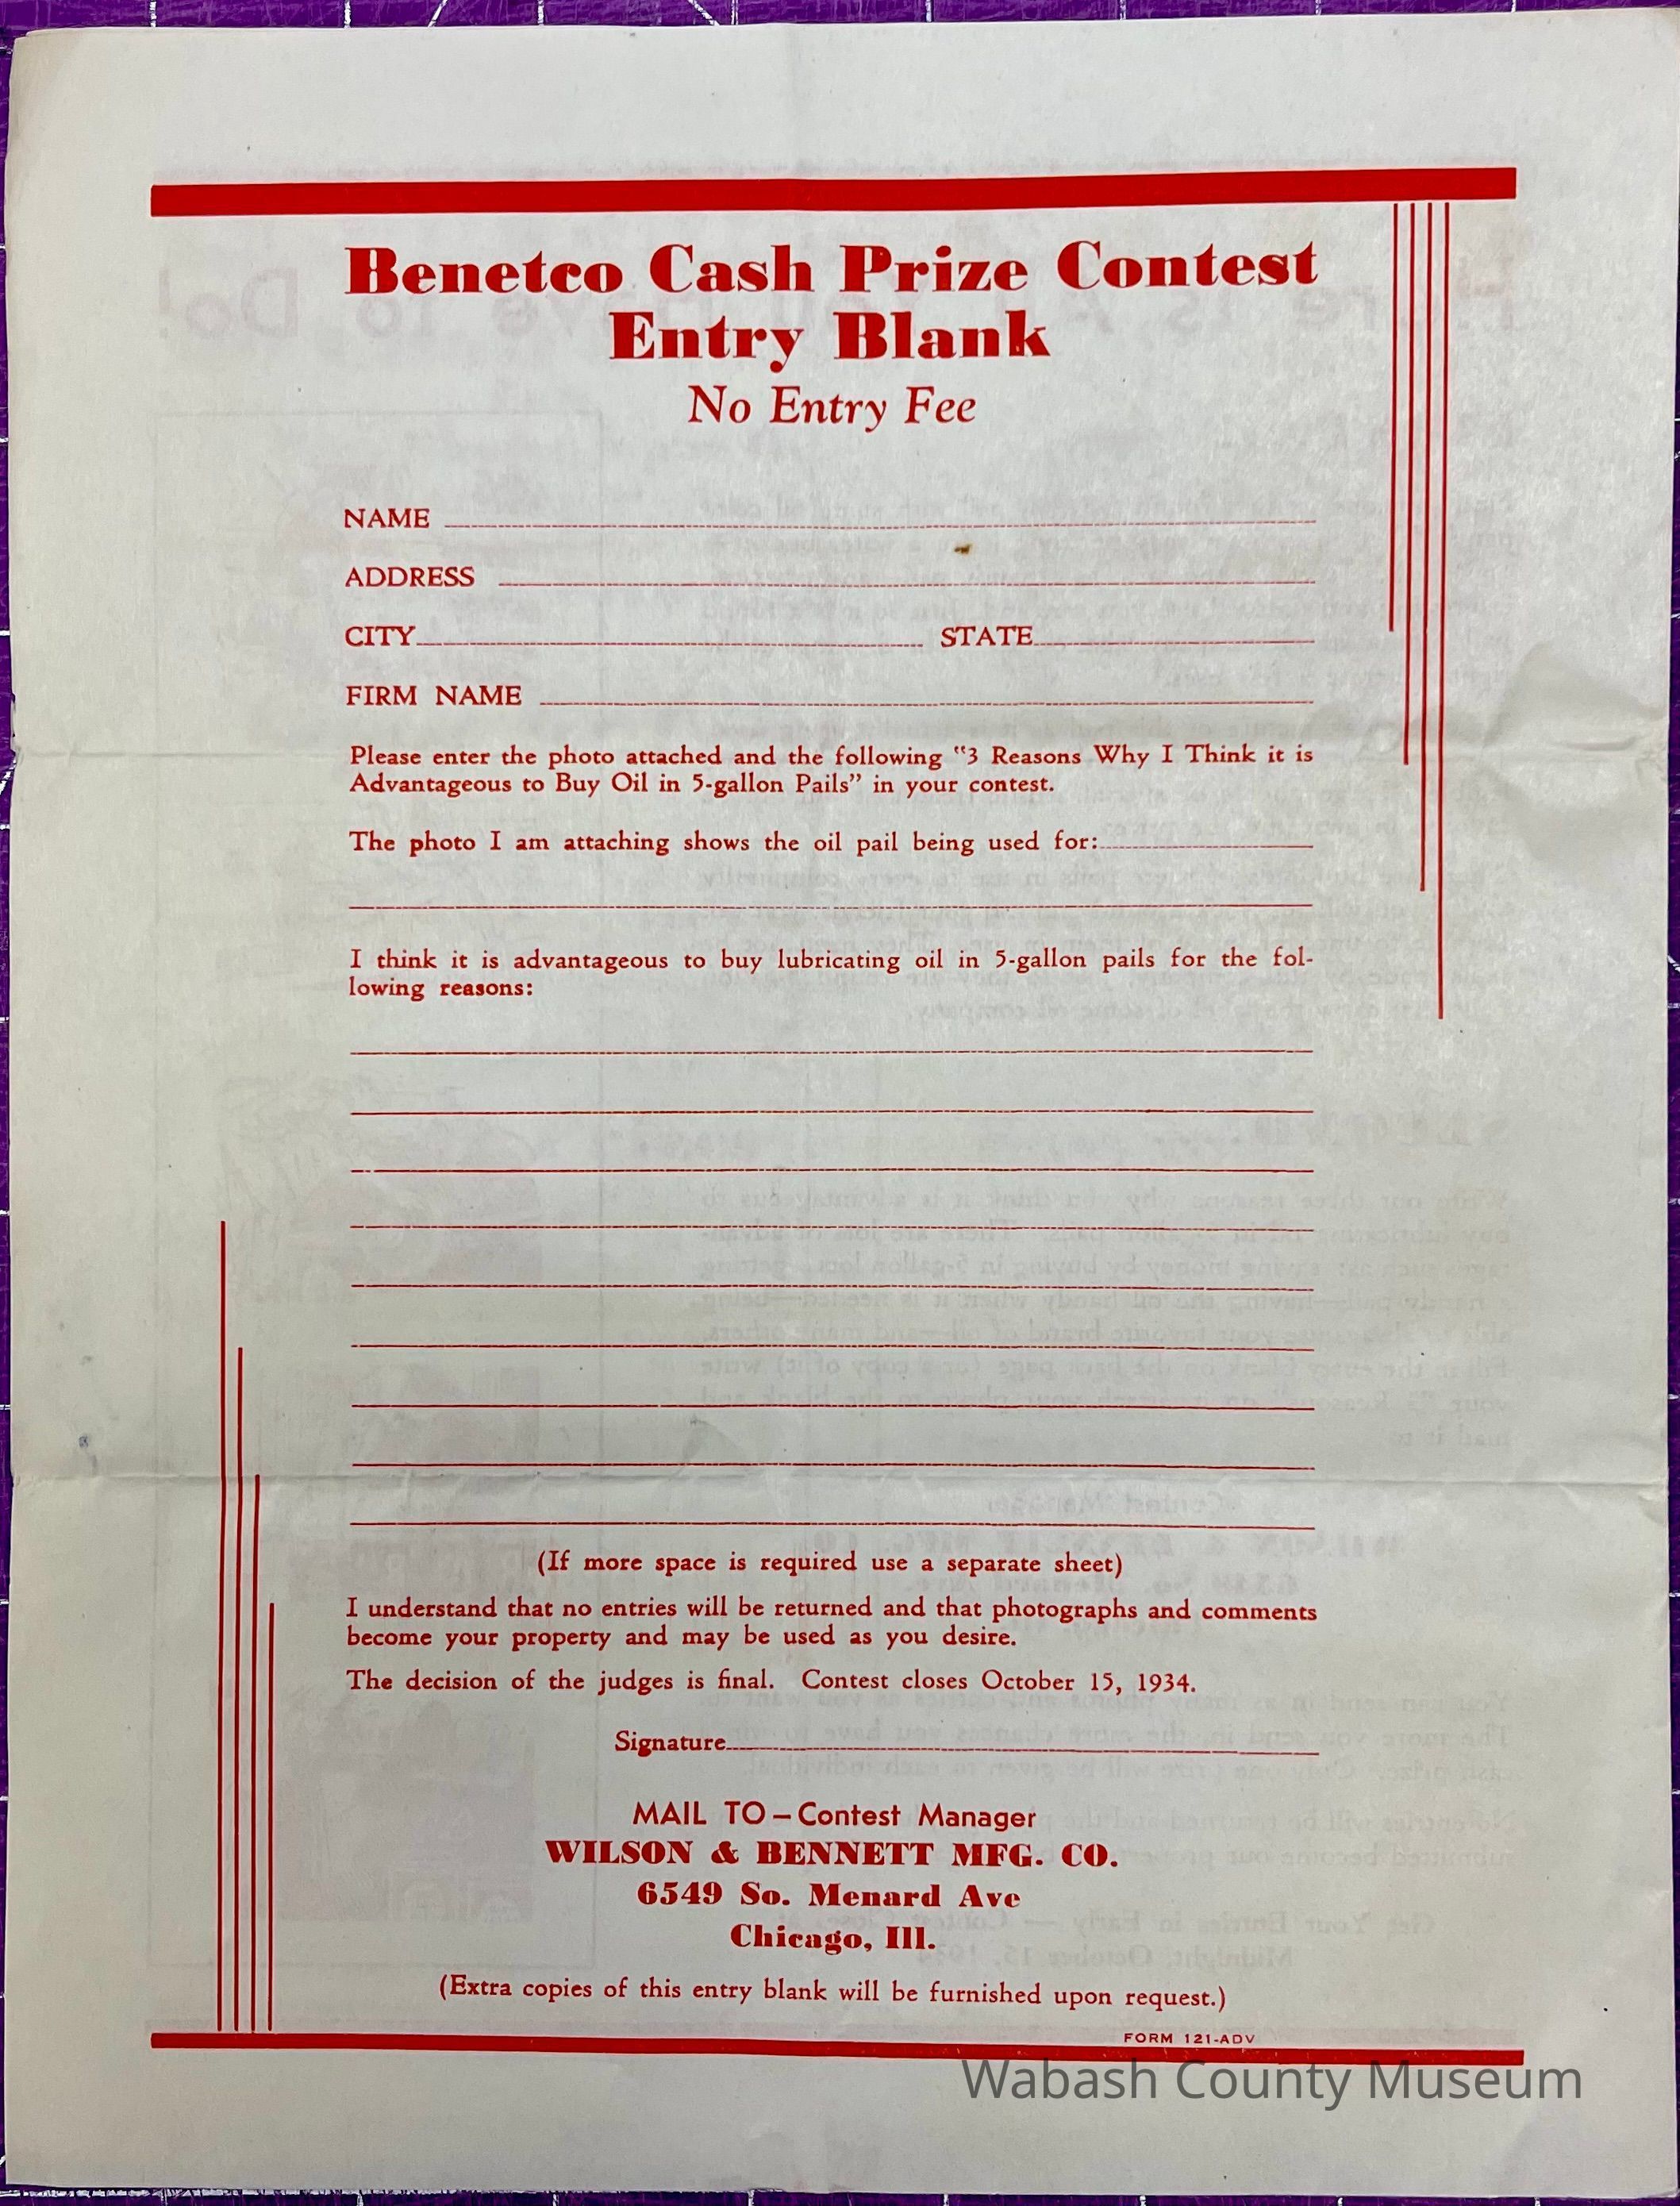 Benetco Cash Prize Contest
Entry Blank
No Entry Fee
NAME
ADDRESS
CITY STATE
FIRM NAME
Please enter the photo attached and the following "3 Reasons Why I Think it is
Advantageous to Buy Oil in 5-gallon Pails" in your contest.
The photo I am attaching shows the oil pail being used for:
I think it is advantageous to buy lubricating oil in 5-gallon pails for the fol-
lowing reasons:
(If more space is required use a separate sheet)
I understand that no entries will be returned and that photographs and comments
become your property and may be used as you desire.
The decision of the judges is final. Contest closes October 15, 1934.
Signature
MAIL TO – Contest Manager
WILSON & BENNETT MFG. CO.
6549 So. Menard Ave
Chicago, Ill.
(Extra copies of this entry blank will be furnished upon request.)
FORM 121-ADV
Wabash County Museum